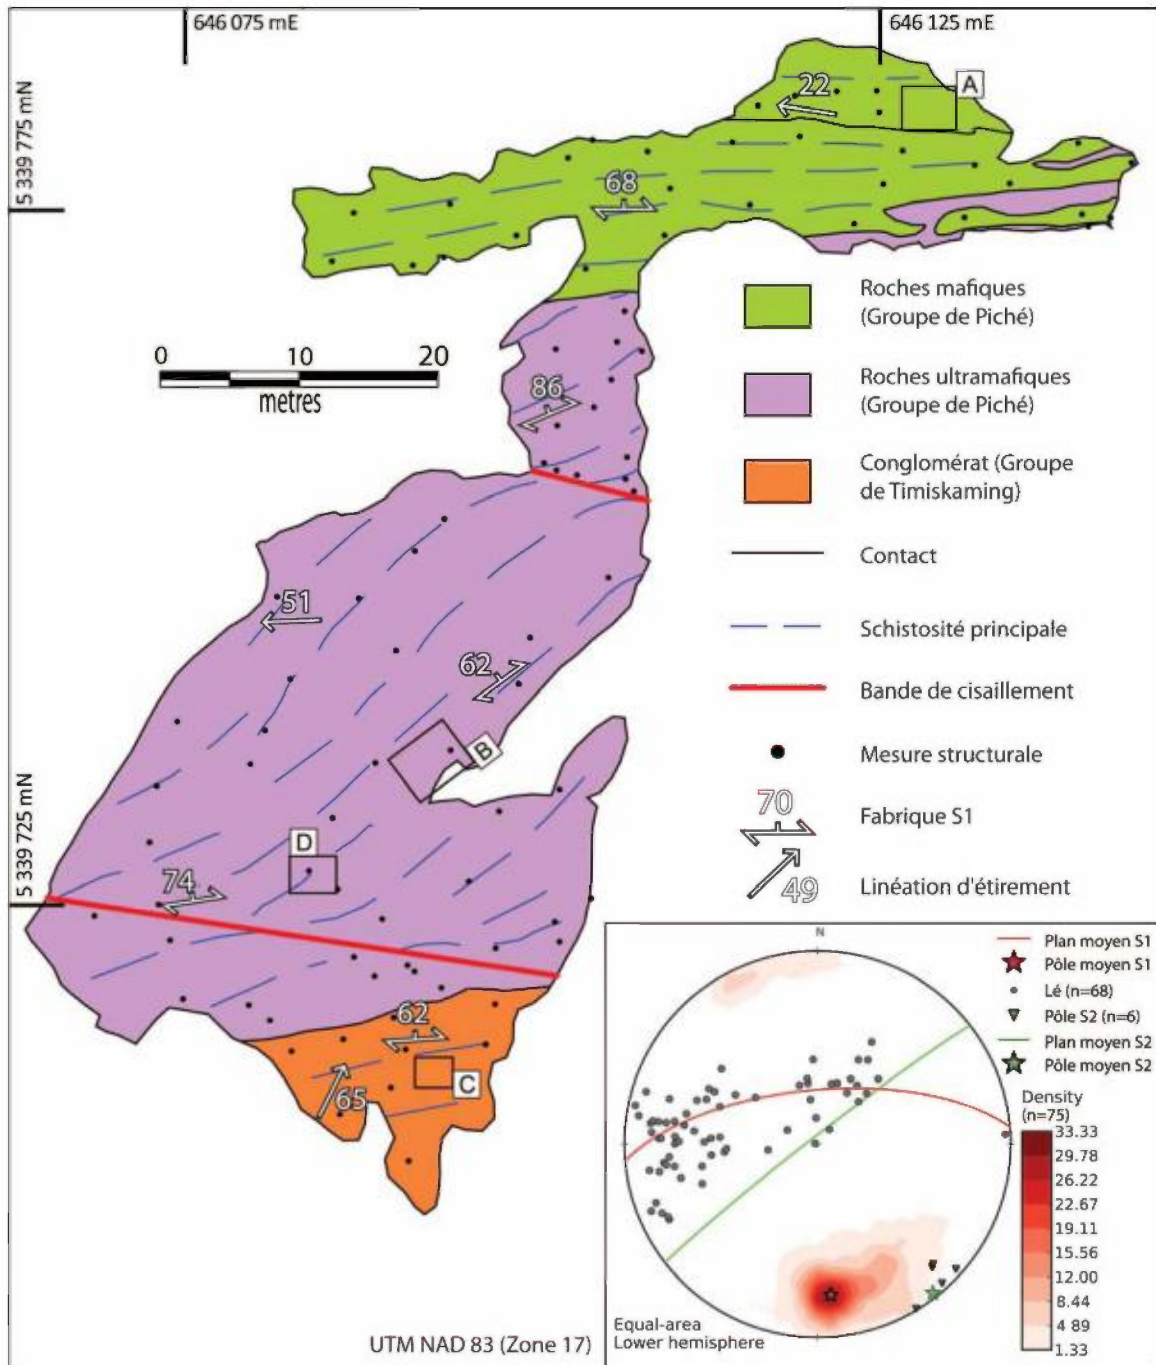 646 075 mE
646 125 mE
5 339 775 mN
22
A
68
Roches mafiques
(Groupe de Piché)
0 10 20
metres
86
Roches ultramafiques
(Groupe de Piché)
Conglomérat (Groupe
de Timiskaming)
Contact
51
Schistosité principale
62
Bande de cisaillement
B
Mesure structurale
70
Fabrique S1
5 339 725 mN
D
74
49
Linéation d'étirement
62
C
65
N
Plan moyen S1
Pôle moyen S1
Lé (n=68)
Pôle S2 (n=6)
Plan moyen S2
Pôle moyen S2
Density
(n=75)
33.33
29.78
26.22
22.67
19.11
15.56
12.00
8.44
4 89
1.33
Equal-area
Lower hemisphere
UTM NAD 83 (Zone 17)